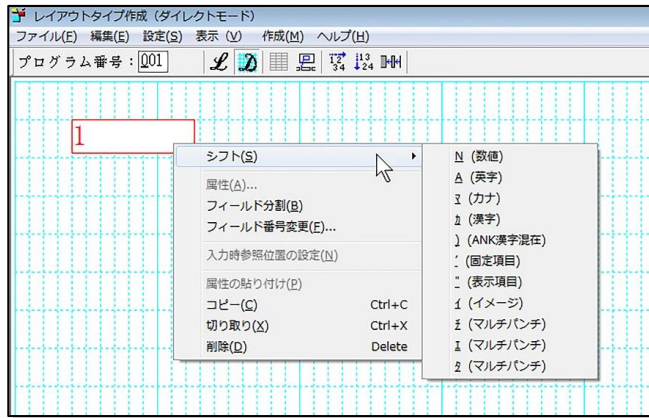 レイアウトタイプ作成（ダイレクトモード）
ファイル(F) 編集(E) 設定(S) 表示 (V) 作成(M) ヘルプ(H)
プログラム番号：Q01
1
シフト(S)
属性(A)...
フィールド分割(B)
フィールド番号変更(F)...
入力時参照位置の設定(N)
属性の貼り付け(P)
コピー(C) Ctrl+C
切り取り(X) Ctrl+X
削除(D) Delete
N (数値)
A (英字)
(カナ)
(漢字)
) (ANK漢字混在)
' (固定項目)
" (表示項目)
ｲ (イメージ)
(マルチパンチ)
ｴ (マルチパンチ)
ｦ (マルチパンチ)